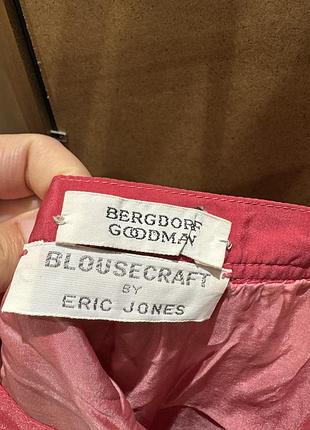 BERGDORF
GOODMAN
BLOUSECRAFT
BY
ERIC JONES